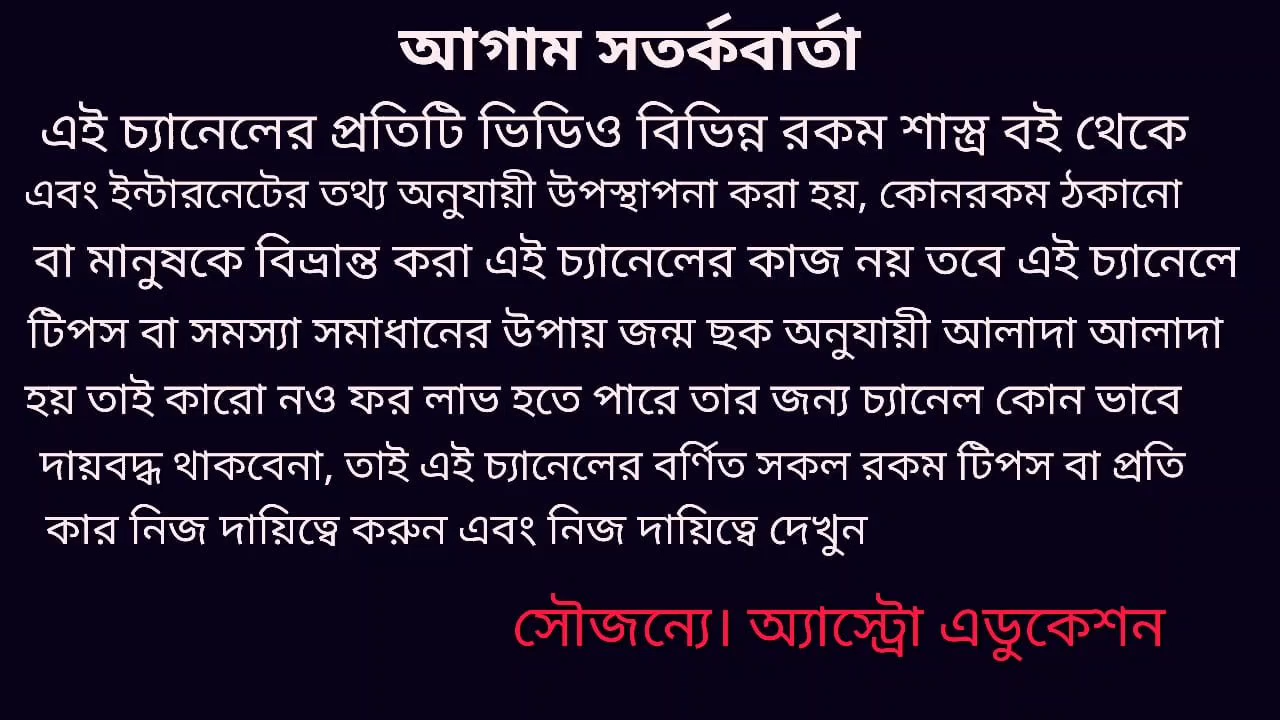 আগাম সতর্কবার্তা
এই চ্যানেলের প্রতিটি ভিডিও বিভিন্ন রকম শাস্ত্র বই থেকে
এবং ইন্টারনেটের তথ্য অনুযায়ী উপস্থাপনা করা হয়, কোনরকম ঠকানো
বা মানুষকে বিভ্রান্ত করা এই চ্যানেলের কাজ নয় তবে এই চ্যানেলে
টিপস বা সমস্যা সমাধানের উপায় জন্ম ছক অনুযায়ী আলাদা আলাদা
হয় তাই কারো নও ফর লাভ হতে পারে তার জন্য চ্যানেল কোন ভাবে
দায়বদ্ধ থাকবেনা, তাই এই চ্যানেলের বর্ণিত সকল রকম টিপস বা প্রতি
কার নিজ দায়িত্বে করুন এবং নিজ দায়িত্বে দেখুন
সৌজন্যে। অ্যাস্ট্রো এডুকেশন